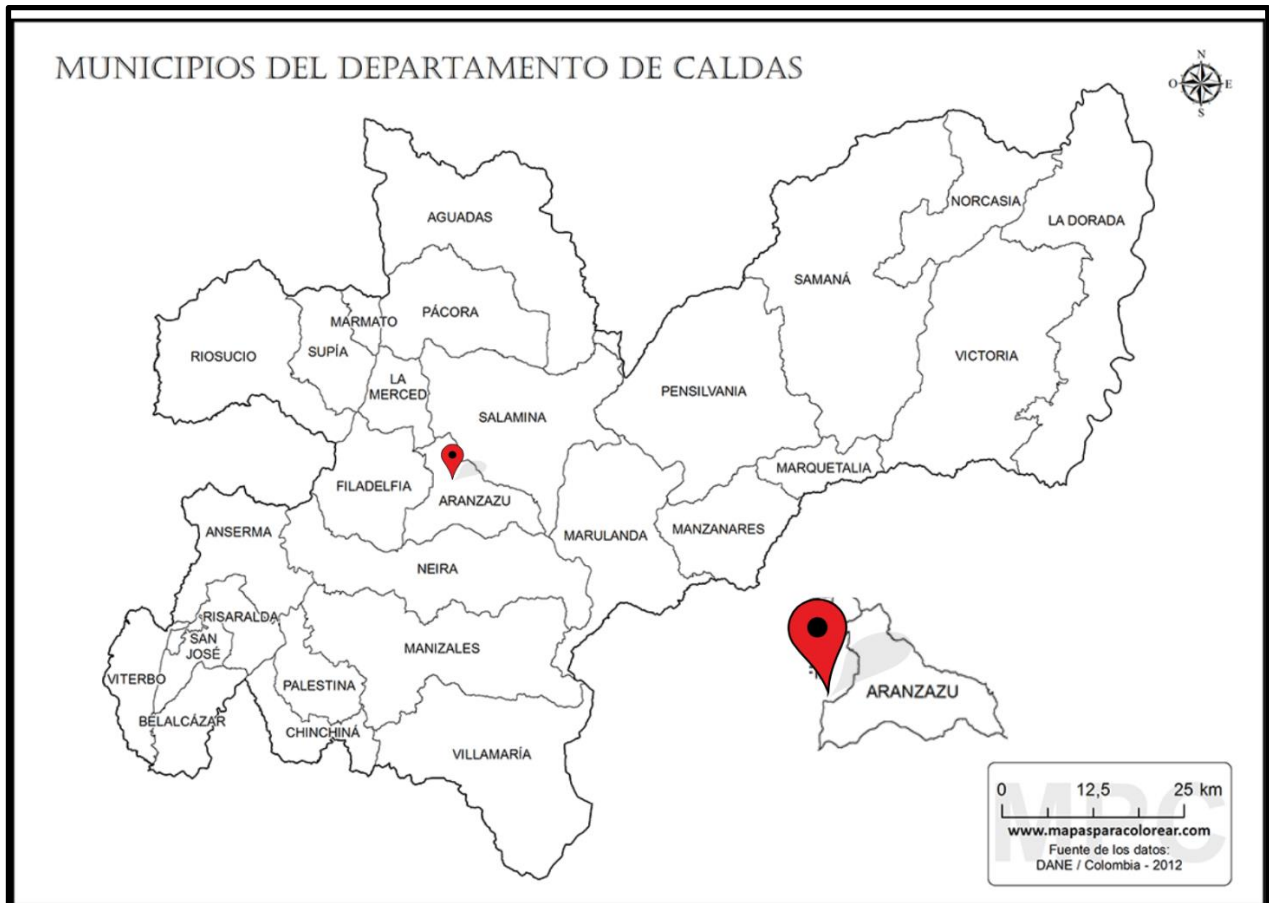 MUNICIPIOS DEL DEPARTAMENTO DE CALDAS
N
O
E
S
AGUADAS
NORCASIA
LA DORADA
SAMANÁ
PÁCORA
MARMATO
SUPÍA
RIOSUCIO
VICTORIA
LA
MERCED
PENSILVANIA
SALAMINA
MARQUETALIA
FILADELFIA
ARANZAZU
ANSERMA
MARULANDA
MANZANARES
NEIRA
RISARALDA
SAN
JOSÉ
MANIZALES
VITERBO
PALESTINA
BELALCÁZAR
CHINCHINÁ
VILLAMARÍA
ARANZAZU
0 12,5 25 km
MPC
www.mapasparacolorear.com
Fuente de los datos:
DANE / Colombia - 2012